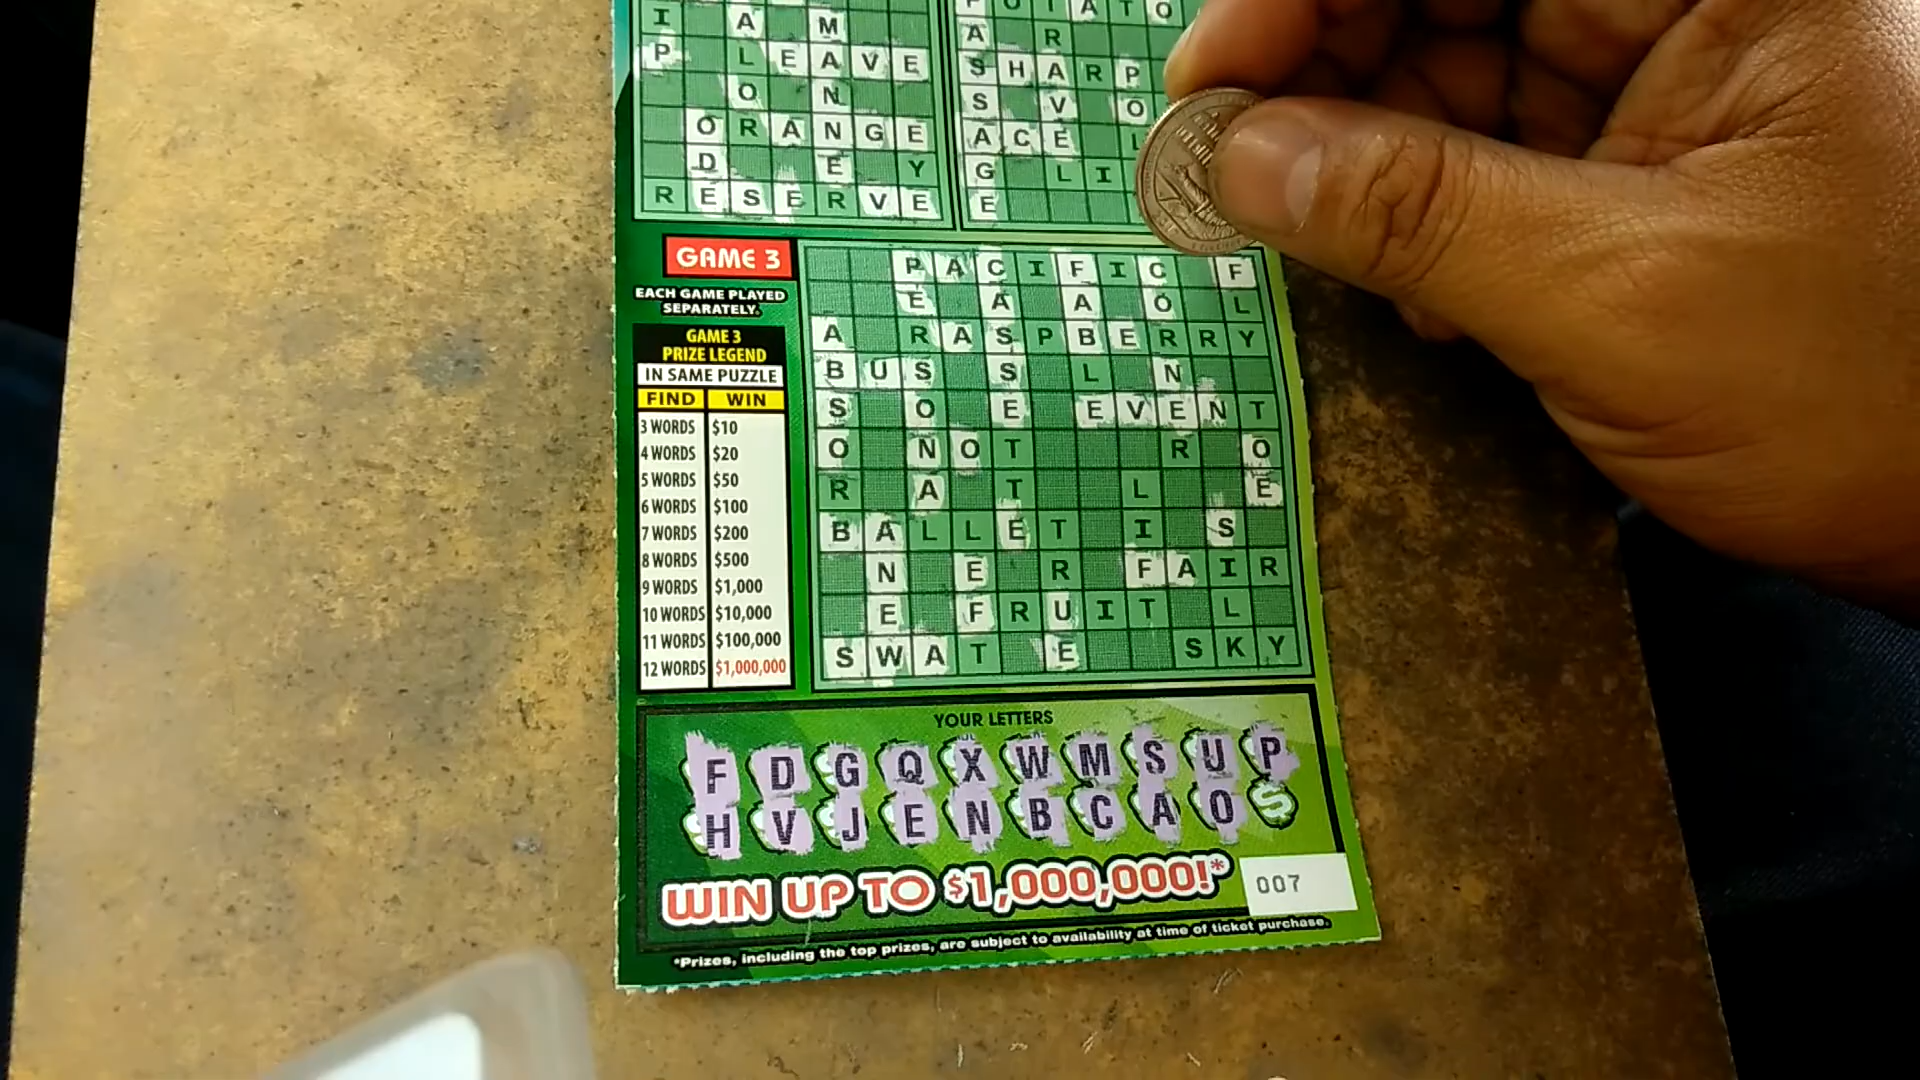 I A M P O T A T O
P L E A V E A R
O N S H A R P
O R A N G E S V O
D E Y A C E L
R E S E R V E G L I
E
GAME 3
EACH GAME PLAYED
SEPARATELY.
GAME 3
PRIZE LEGEND
IN SAME PUZZLE
FIND WIN
3 WORDS $10
4 WORDS $20
5 WORDS $50
6 WORDS $100
7 WORDS $200
8 WORDS $500
9 WORDS $1,000
10 WORDS $10,000
11 WORDS $100,000
12 WORDS $1,000,000
P A C I F I C F
E A A O L
A R A S P B E R R Y
B U S S L N
S O E E V E N T
O N O T R O
R A T L E
B A L L E T I S
N E R F A I R
E F R U I T L
S W A T E S K Y
YOUR LETTERS
F D G Q X W M S U P
H V J E N B C A O $
WIN UP TO $1,000,000!*
007
*Prizes, including the top prizes, are subject to availability at time of ticket purchase.